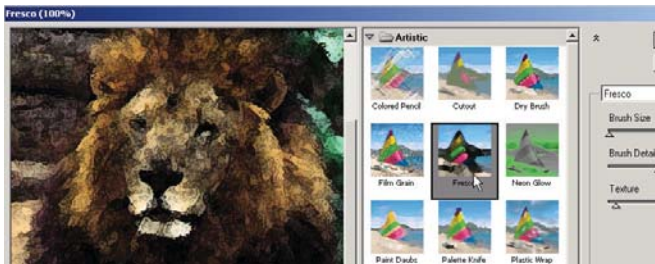 Fresco (100%)
Artistic
Colored Pencil Cutout Dry Brush
Film Grain Fresco Neon Glow
Paint Daubs Palette Knife Plastic Wrap
Fresco
Brush Size
Brush Detail
Texture